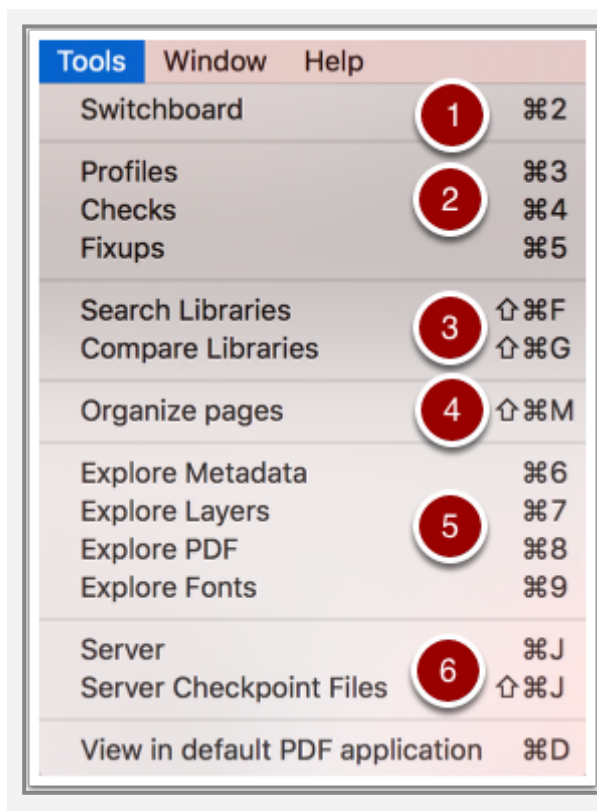 Tools Window Help
Switchboard 1 ⌘2
Profiles ⌘3
Checks 2 ⌘4
Fixups ⌘5
Search Libraries ⇧⌘F
3
Compare Libraries ⇧⌘G
Organize pages 4 ⇧⌘M
Explore Metadata ⌘6
Explore Layers ⌘7
5
Explore PDF ⌘8
Explore Fonts ⌘9
Server ⌘J
6
Server Checkpoint Files ⇧⌘J
View in default PDF application ⌘D